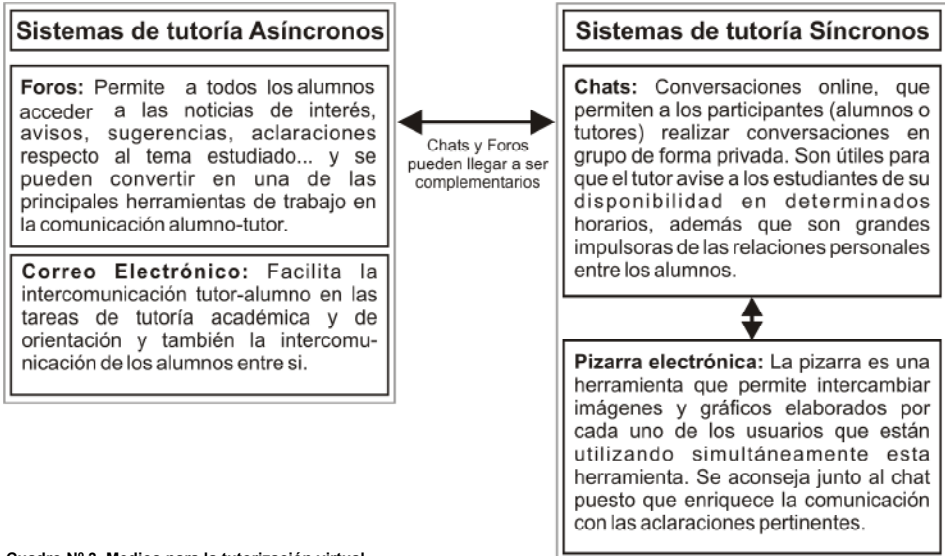 Sistemas de tutoría Asíncronos
Foros: Permite a todos los alumnos
acceder a las noticias de interés,
avisos, sugerencias, aclaraciones
respecto al tema estudiado... y se
pueden convertir en una de las
principales herramientas de trabajo en
la comunicación alumno-tutor.
Correo Electrónico: Facilita la
intercomunicación tutor-alumno en las
tareas de tutoría académica y de
orientación y también la intercomu-
nicación de los alumnos entre si.
Chats y Foros
pueden llegar a ser
complementarios
Sistemas de tutoría Síncronos
Chats: Conversaciones online, que
permiten a los participantes (alumnos o
tutores) realizar conversaciones en
grupo de forma privada. Son útiles para
que el tutor avise a los estudiantes de su
disponibilidad en determinados
horarios, además que son grandes
impulsoras de las relaciones personales
entre los alumnos.
Pizarra electrónica: La pizarra es una
herramienta que permite intercambiar
imágenes y gráficos elaborados por
cada uno de los usuarios que están
utilizando simultáneamente esta
herramienta. Se aconseja junto al chat
puesto que enriquece la comunicación
con las aclaraciones pertinentes.